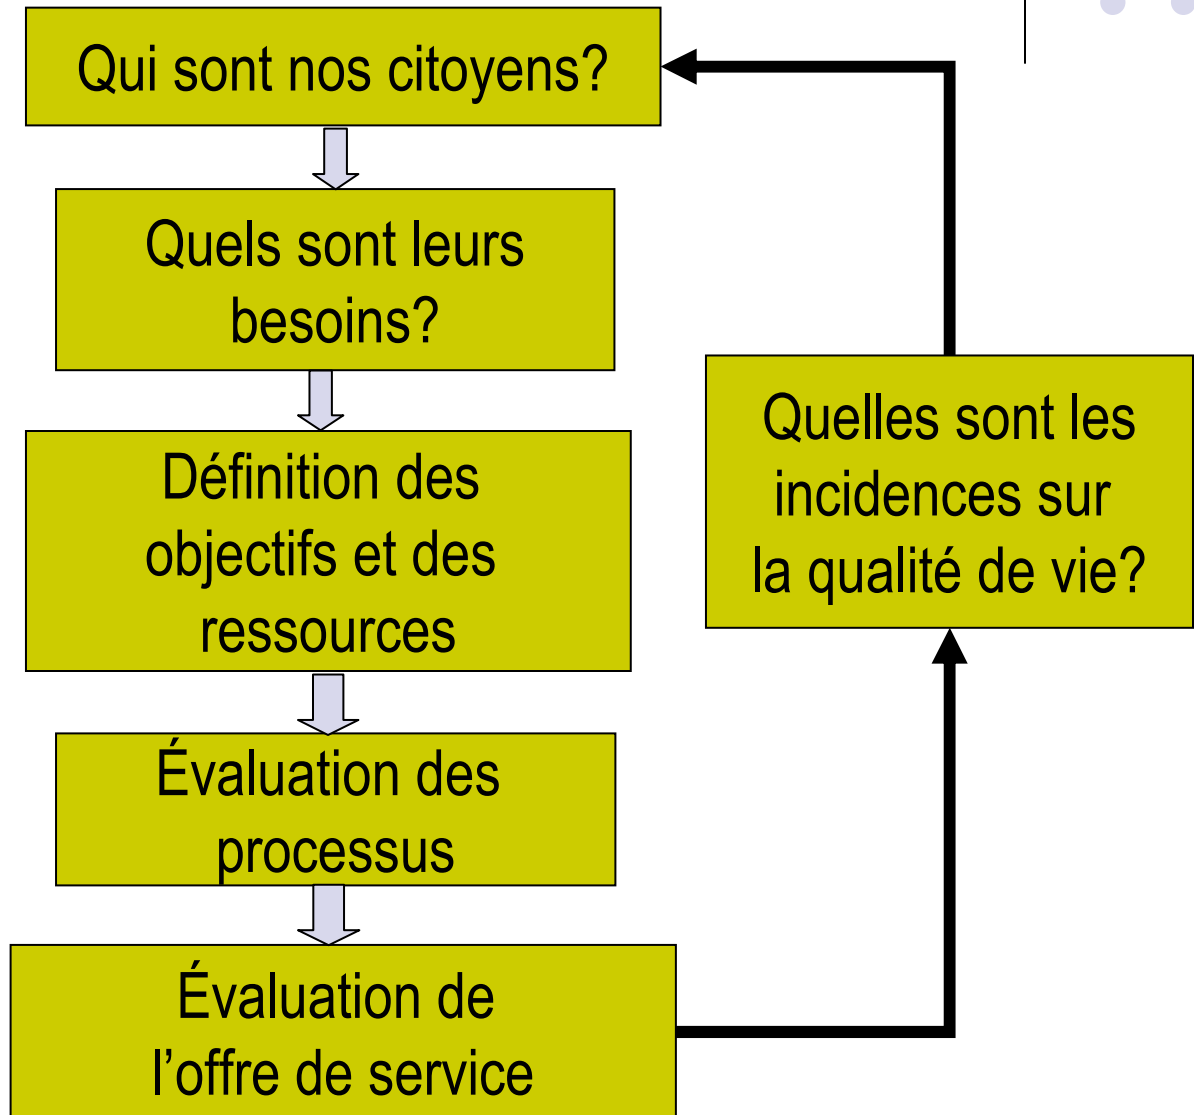 Qui sont nos citoyens?
Quels sont leurs
besoins?
Définition des
objectifs et des
ressources
Évaluation des
processus
Évaluation de
l’offre de service
Quelles sont les
incidences sur
la qualité de vie?